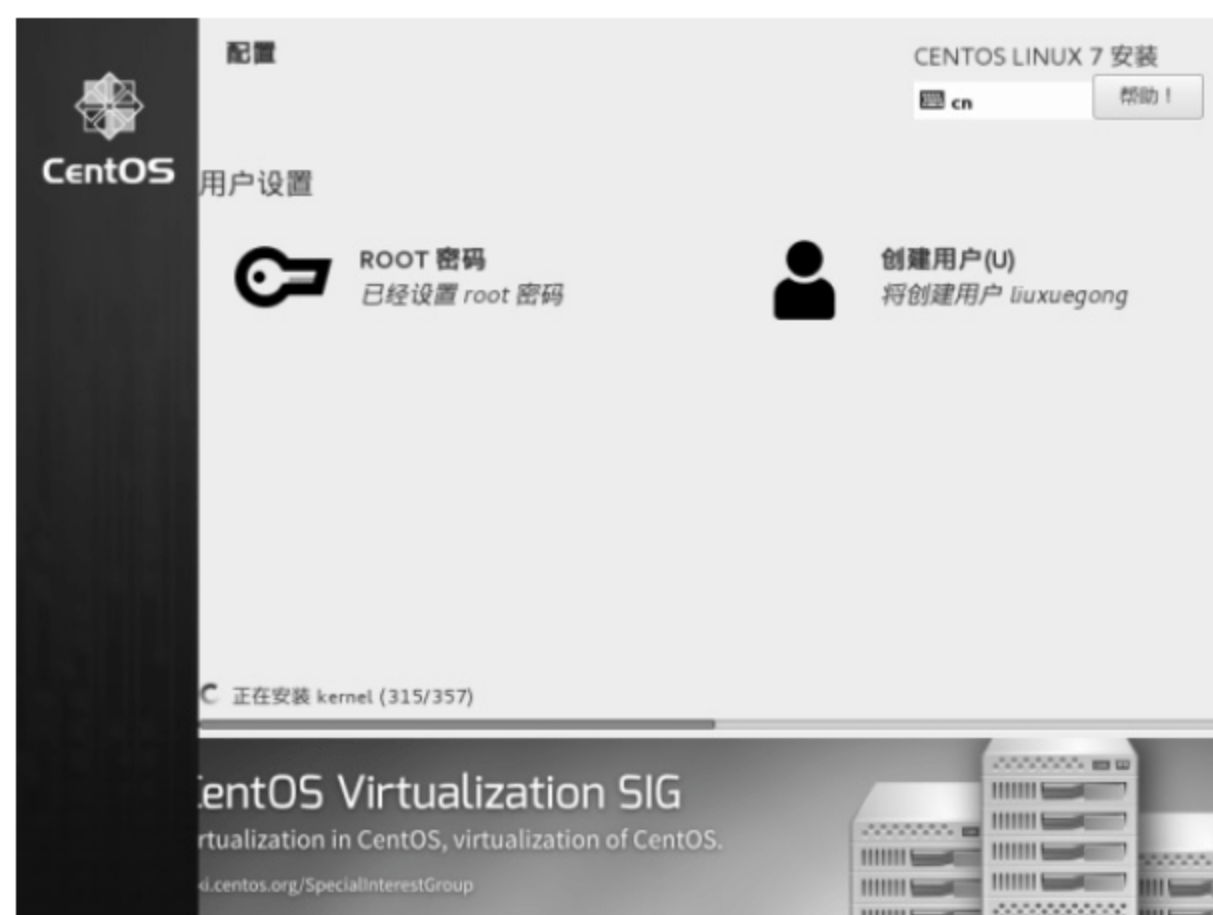 配置
CENTOS LINUX 7 安装
cn
帮助！
CentOS
用户设置
ROOT 密码
已经设置 root 密码
创建用户(U)
将创建用户 liuxuegong
正在安装 kernel (315/357)
entOS Virtualization SIG
rtualization in CentOS, virtualization of CentOS.
ki.centos.org/SpecialInterestGroup